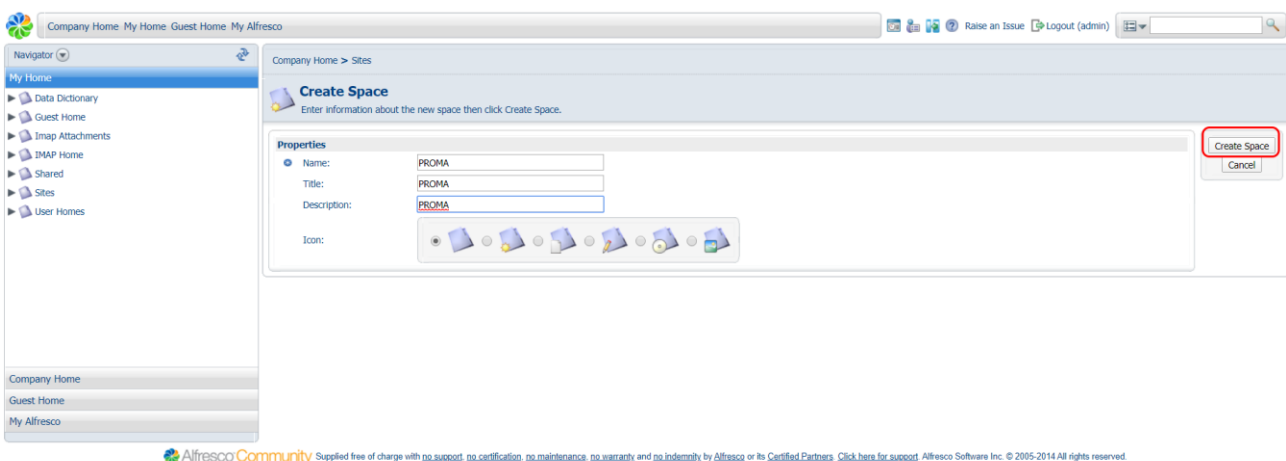 Company Home My Home Guest Home My Alfresco
Raise an Issue Logout (admin)
Navigator
My Home
Data Dictionary
Guest Home
Imap Attachments
IMAP Home
Shared
Sites
User Homes
Company Home
Guest Home
My Alfresco
Company Home > Sites
Create Space
Enter information about the new space then click Create Space.
Properties
Name: PROMA
Title: PROMA
Description: PROMA
Icon:
Create Space
Cancel
Alfresco Community Supplied free of charge with no support, no certification, no maintenance, no warranty and no indemnity by Alfresco or its Certified Partners. Click here for support. Alfresco Software Inc. © 2005-2014 All rights reserved.